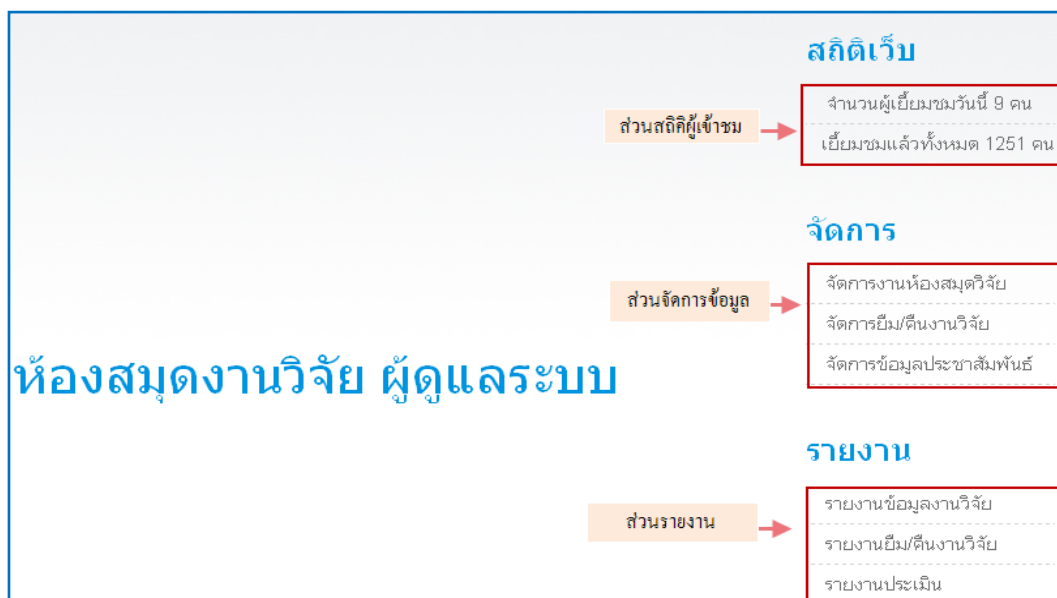 สถิติเว็บ
จำนวนผู้เยี่ยมชมวันนี้ 9 คน
ส่วนสถิติผู้เข้าชม
เยี่ยมชมแล้วทั้งหมด 1251 คน
จัดการ
จัดการงานห้องสมุดวิจัย
ส่วนจัดการข้อมูล
จัดการยืม/คืนงานวิจัย
จัดการข้อมูลประชาสัมพันธ์
ห้องสมุดงานวิจัย ผู้ดูแลระบบ
รายงาน
รายงานข้อมูลงานวิจัย
ส่วนรายงาน
รายงานยืม/คืนงานวิจัย
รายงานประเมิน